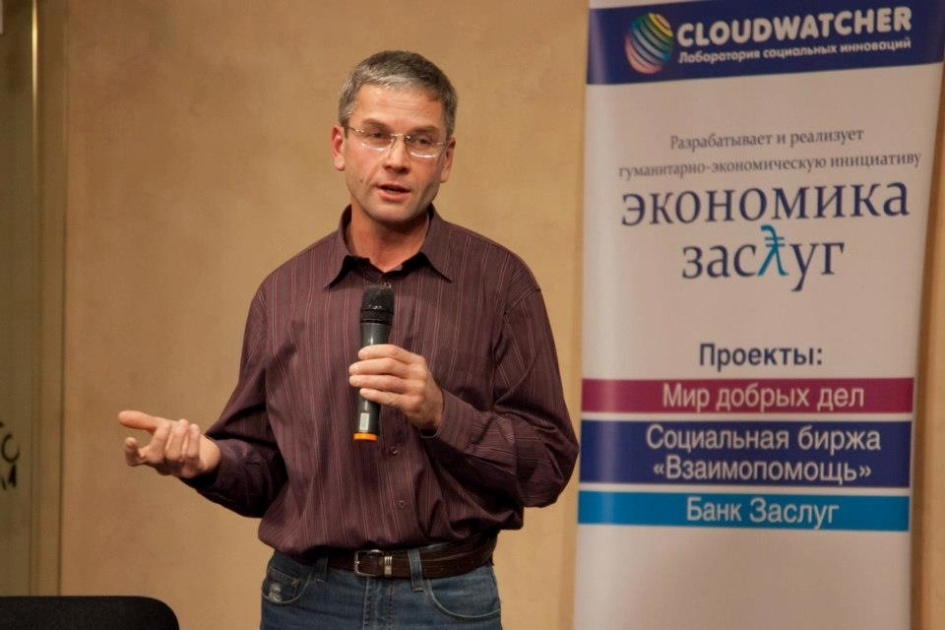 CLOUDWATCHER
Лаборатория социальных инноваций
Разрабатывает и реализует
гуманитарно-экономическую инициативу
экономика
заслуг
Проекты:
Мир добрых дел
Социальная биржа
«Взаимопомощь»
Банк Заслуг